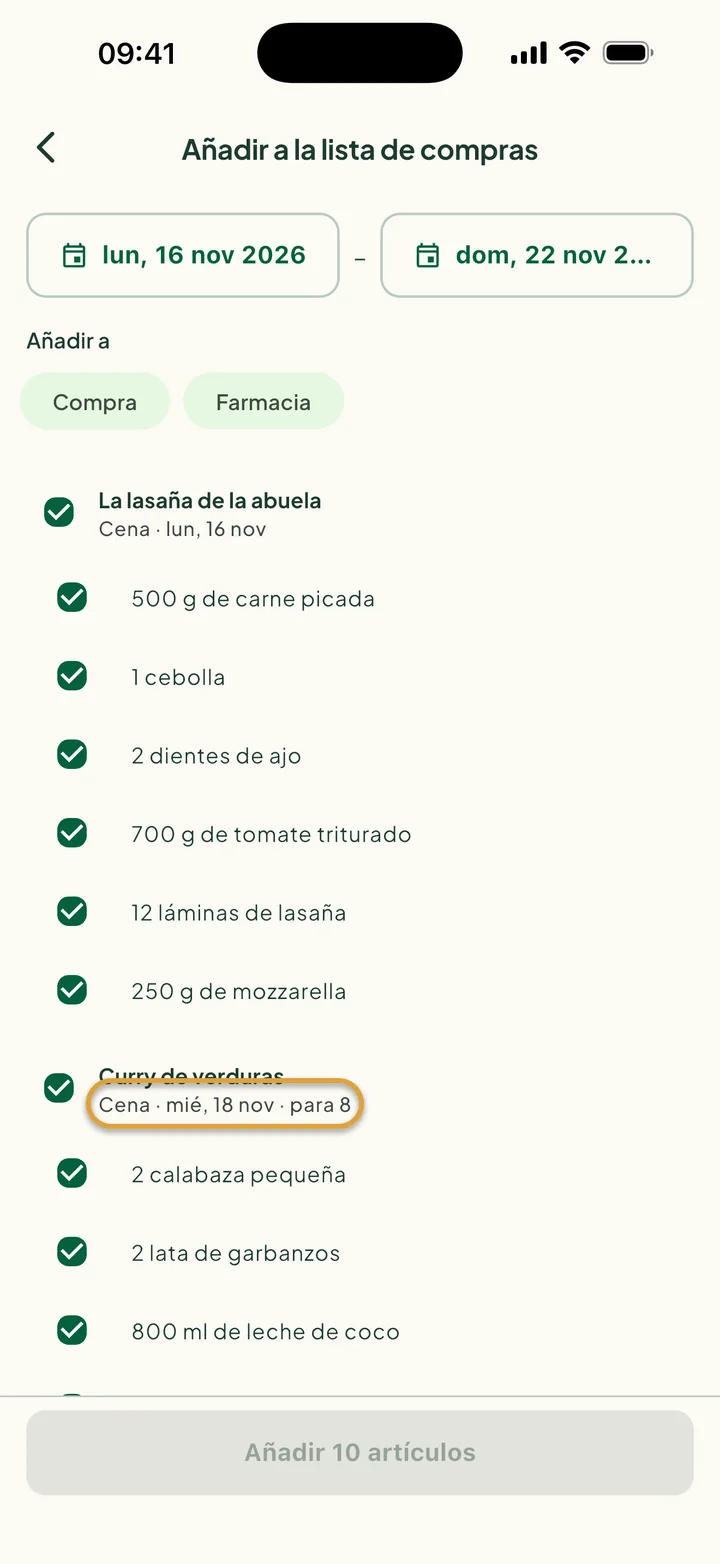 09:41
Añadir a la lista de compras
lun, 16 nov 2026 – dom, 22 nov 2...
Añadir a
Compra Farmacia
La lasaña de la abuela
Cena · lun, 16 nov
500 g de carne picada
1 cebolla
2 dientes de ajo
700 g de tomate triturado
12 láminas de lasaña
250 g de mozzarella
Curry de verduras
Cena · mié, 18 nov · para 8
2 calabaza pequeña
2 lata de garbanzos
800 ml de leche de coco
Añadir 10 artículos